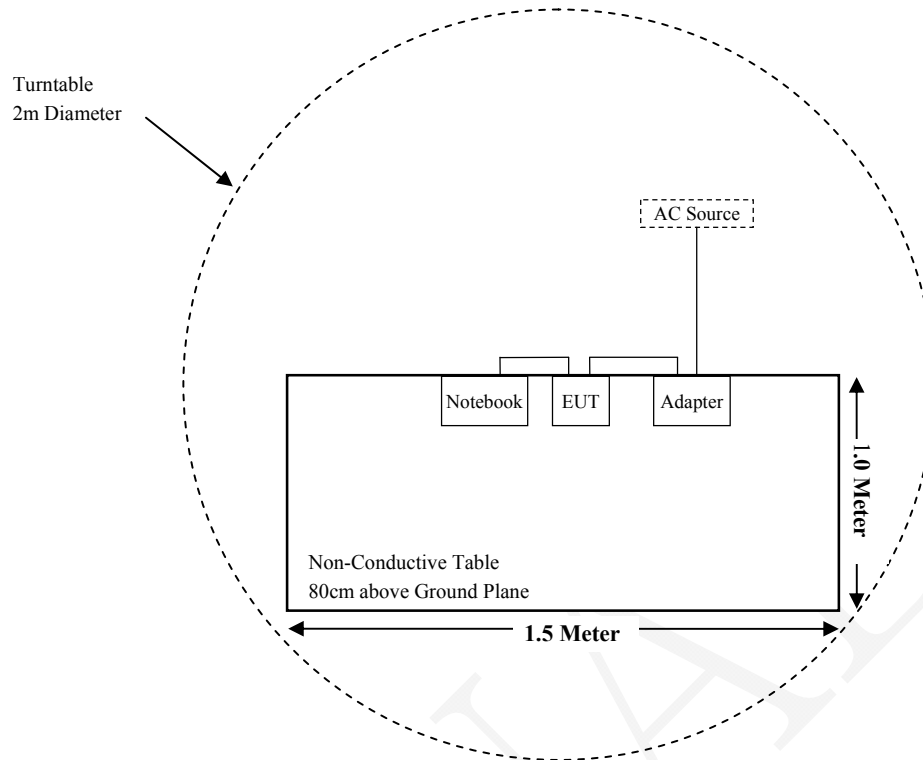 Turntable
2m Diameter
AC Source
Notebook
EUT
Adapter
1.0 Meter
Non-Conductive Table
80cm above Ground Plane
1.5 Meter